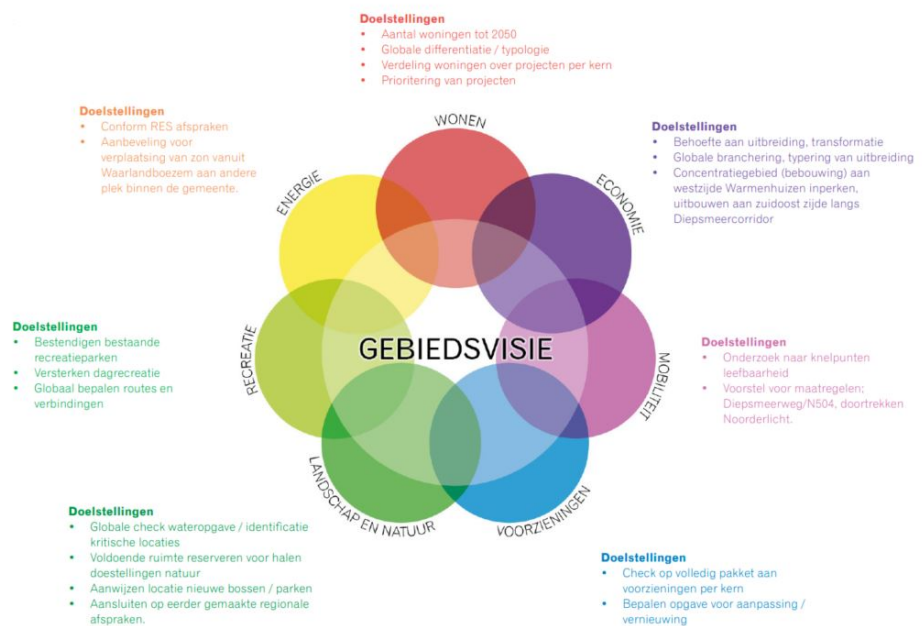 Doelstellingen
• Aantal woningen tot 2050
• Globale differentiatie / typologie
• Verdeling woningen over projecten per kern
• Prioritering van projecten
Doelstellingen
• Conform RES afspraken
• Aanbeveling voor
verplaatsing van zon vanuit
Waarlandboezem aan andere
plek binnen de gemeente.
Doelstellingen
• Behoefte aan uitbreiding, transformatie
• Globale branchering, typering van uitbreiding
• Concentratiegebied (bebouwing) aan
westzijde Warmenhuizen inperken,
uitbouwen aan zuidoost zijde langs
Diepsmeercorridor
WONEN
ENERGIE
ECONOMIE
Doelstellingen
• Bestendigen bestaande
recreatieparken
• Versterken dagrecreatie
• Globaal bepalen routes en
verbindingen
RECREATIE
GEBIEDSVISIE
MOBILITEIT
Doelstellingen
• Onderzoek naar knelpunten
leefbaarheid
• Voorstel voor maatregelen;
Diepsmeerweg/N504, doortrekken
Noorderlicht.
LANDSCHAP EN NATUUR
VOORZIENINGEN
Doelstellingen
• Globale check wateropgave / identificatie
kritische locaties
• Voldoende ruimte reserveren voor halen
doestellingen natuur
• Aanwijzen locatie nieuwe bossen / parken
• Aansluiten op eerder gemaakte regionale
afspraken.
Doelstellingen
• Check op volledig pakket aan
voorzieningen per kern
• Bepalen opgave voor aanpassing /
vernieuwing